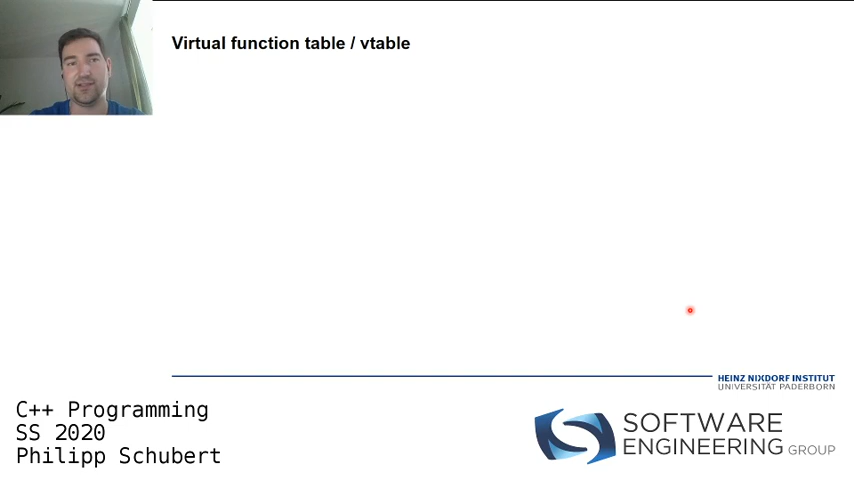 Virtual function table / vtable
HEINZ NIXDORF INSTITUT
UNIVERSITÄT PADERBORN
C++ Programming
SS 2020
Philipp Schubert
SOFTWARE
ENGINEERING GROUP